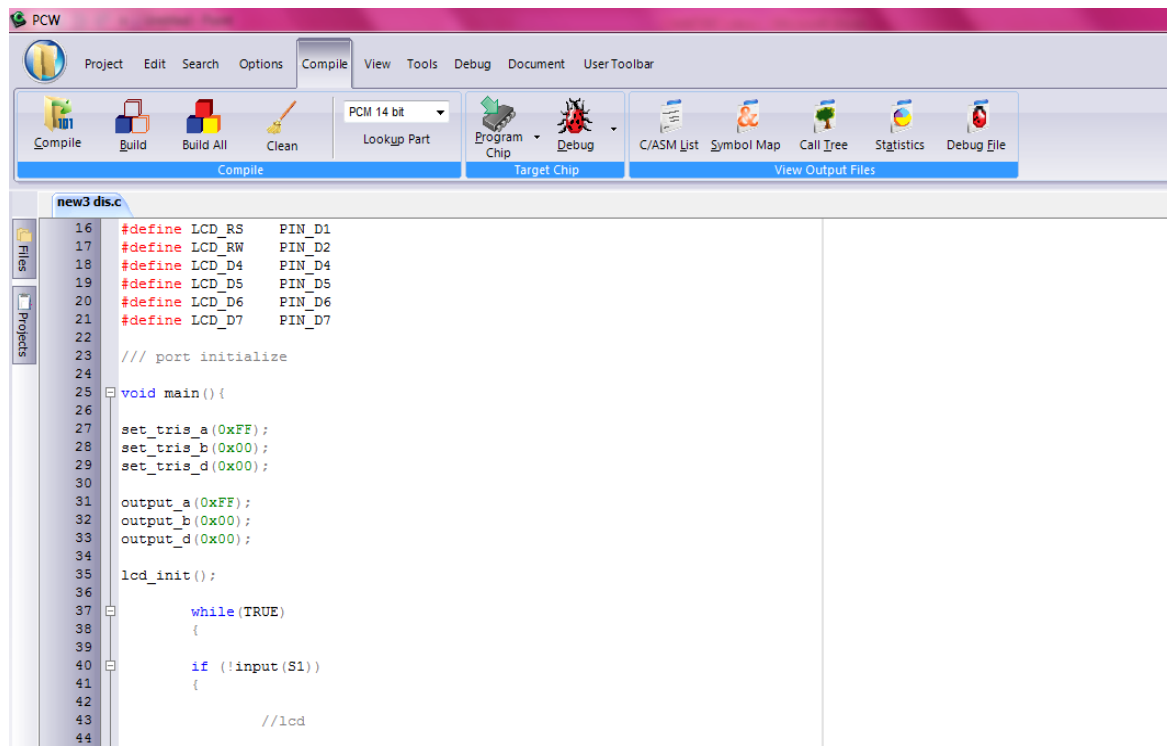 PCW
Project Edit Search Options Compile View Tools Debug Document User Toolbar
101
Compile Build Build All Clean PCM 14 bit Lookup Part Program Chip Debug C/ASM List Symbol Map Call Tree Statistics Debug File
Compile Target Chip View Output Files
new3 dis.c
Files
Projects
16 #define LCD_RS PIN_D1
17 #define LCD_RW PIN_D2
18 #define LCD_D4 PIN_D4
19 #define LCD_D5 PIN_D5
20 #define LCD_D6 PIN_D6
21 #define LCD_D7 PIN_D7
22
23 /// port initialize
24
25 void main(){
26
27 set_tris_a(0xFF);
28 set_tris_b(0x00);
29 set_tris_d(0x00);
30
31 output_a(0xFF);
32 output_b(0x00);
33 output_d(0x00);
34
35 lcd_init();
36
37 while(TRUE)
38 {
39
40 if (!input(S1))
41 {
42
43 //lcd
44